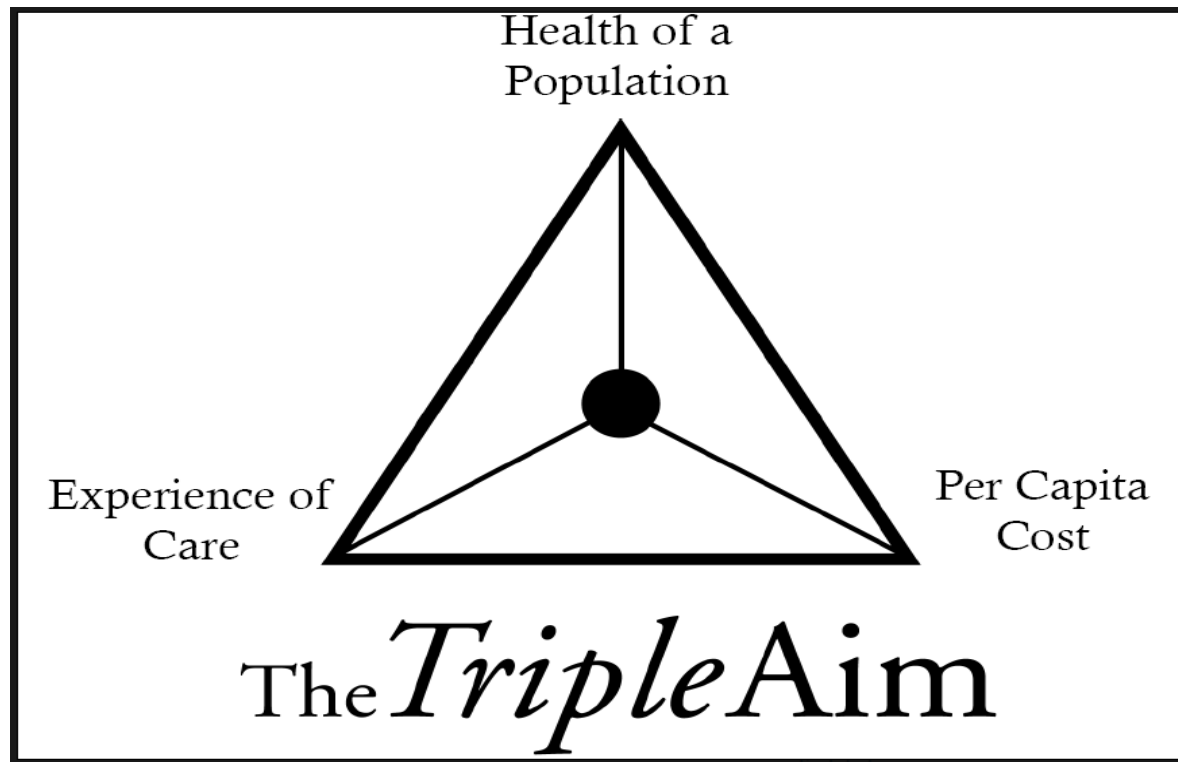 Health of a
Population
Experience of
Care
Per Capita
Cost
The Triple Aim